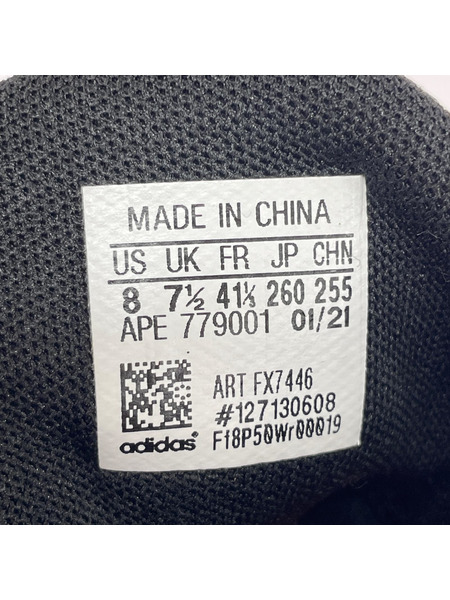 MADE IN CHINA
US UK FR JP CHN
8 7½ 41⅓ 260 255
APE 779001 01/21
ART FX7446
#127130608
adidas® Ff8P50Wr00019